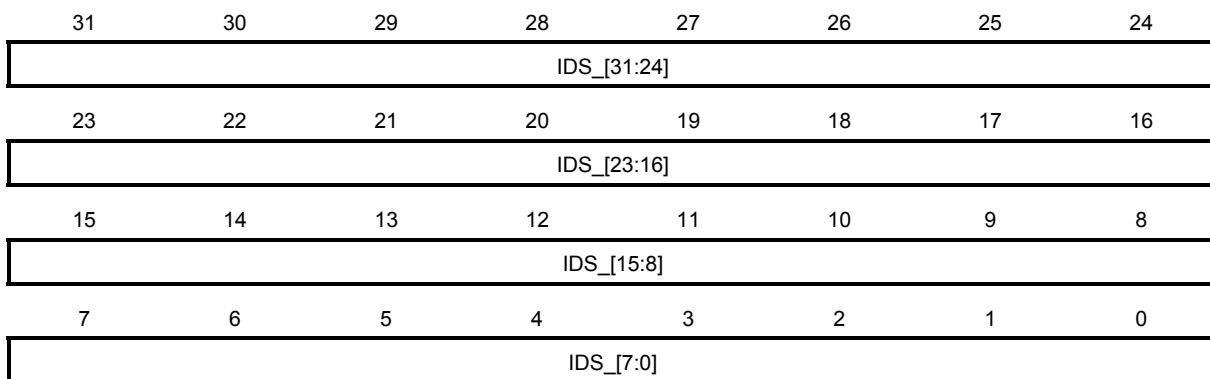 31 30 29 28 27 26 25 24
IDS_[31:24]
23 22 21 20 19 18 17 16
IDS_[23:16]
15 14 13 12 11 10 9 8
IDS_[15:8]
7 6 5 4 3 2 1 0
IDS_[7:0]